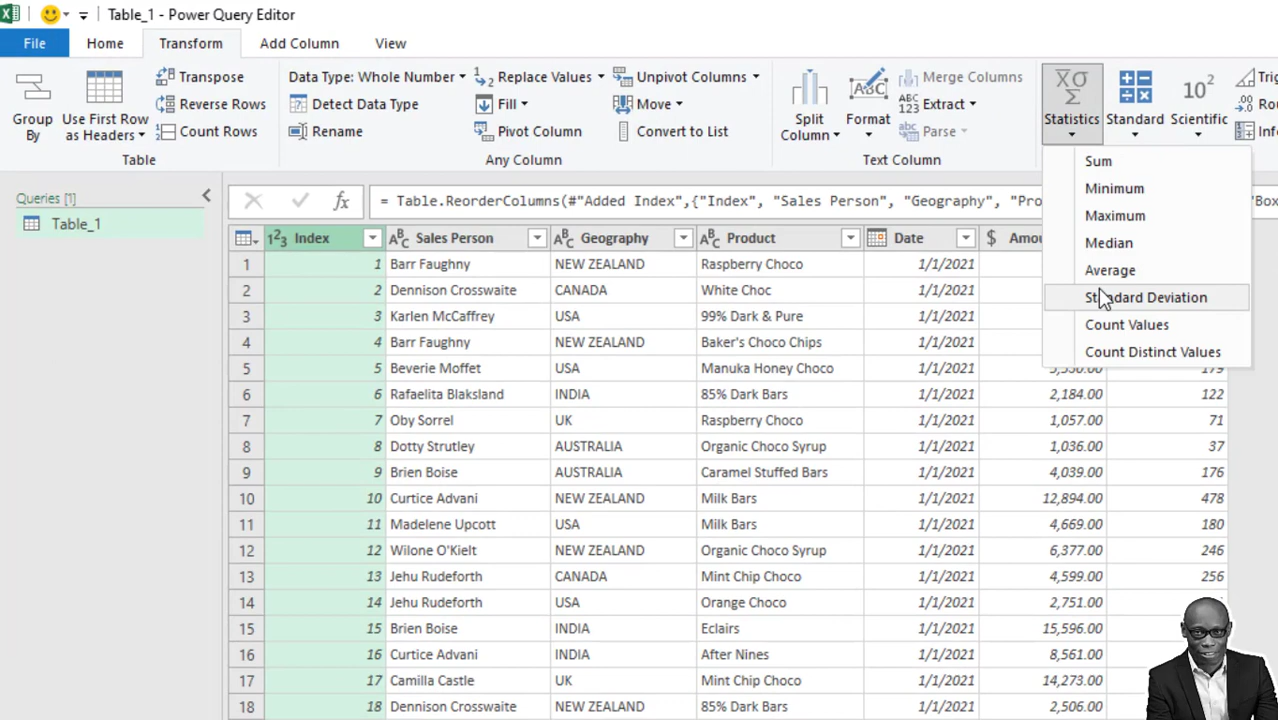 Table_1 - Power Query Editor
File Home Transform Add Column View
Group By
Use First Row as Headers
Transpose
Reverse Rows
Count Rows
Table
Data Type: Whole Number
Detect Data Type
Rename
Replace Values
Fill
Pivot Column
Unpivot Columns
Move
Convert to List
Any Column
Split Column
Format
ABC
Merge Columns
ABC 123 Extract
abc Parse
Text Column
Statistics
Standard
10² Scientific
.00
Sum
Minimum
Maximum
Median
Average
Standard Deviation
Count Values
Count Distinct Values
Queries [1]
Table_1
fx = Table.ReorderColumns(#"Added Index",{"Index", "Sales Person", "Geography",
Index Sales Person Geography Product Date
1 1 Barr Faughny NEW ZEALAND Raspberry Choco 1/1/2021
2 2 Dennison Crosswaite CANADA White Choc 1/1/2021
3 3 Karlen McCaffrey USA 99% Dark & Pure 1/1/2021
4 4 Barr Faughny NEW ZEALAND Baker's Choco Chips 1/1/2021
5 5 Beverie Moffet USA Manuka Honey Choco 1/1/2021
6 6 Rafaelita Blaksland INDIA 85% Dark Bars 1/1/2021 2,184.00 122
7 7 Oby Sorrel UK Raspberry Choco 1/1/2021 1,057.00 71
8 8 Dotty Strutley AUSTRALIA Organic Choco Syrup 1/1/2021 1,036.00 37
9 9 Brien Boise AUSTRALIA Caramel Stuffed Bars 1/1/2021 4,039.00 176
10 10 Curtice Advani NEW ZEALAND Milk Bars 1/1/2021 12,894.00 478
11 11 Madelene Upcott USA Milk Bars 1/1/2021 4,669.00 180
12 12 Wilone O'Kielt NEW ZEALAND Organic Choco Syrup 1/1/2021 6,377.00 246
13 13 Jehu Rudeforth CANADA Mint Chip Choco 1/1/2021 4,599.00 256
14 14 Jehu Rudeforth USA Orange Choco 1/1/2021 2,751.00
15 15 Brien Boise INDIA Eclairs 1/1/2021 15,596.00
16 16 Curtice Advani INDIA After Nines 1/1/2021 8,561.00
17 17 Camilla Castle UK Mint Chip Choco 1/1/2021 14,273.00
18 18 Dennison Crosswaite NEW ZEALAND 85% Dark Bars 1/1/2021 2,506.00